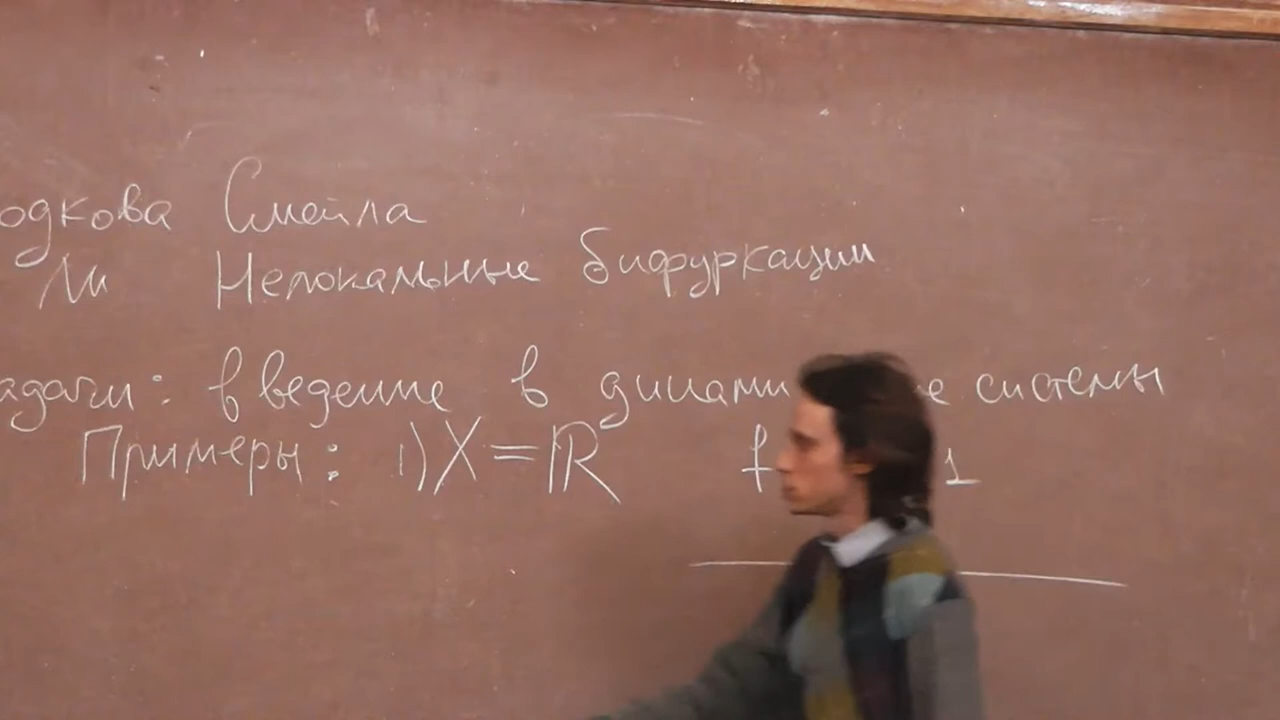 одкова Смейла
Ли Нелокальные бифуркации
адачи: введение в динами е системы
Примеры: 1) X = ℝ f 1